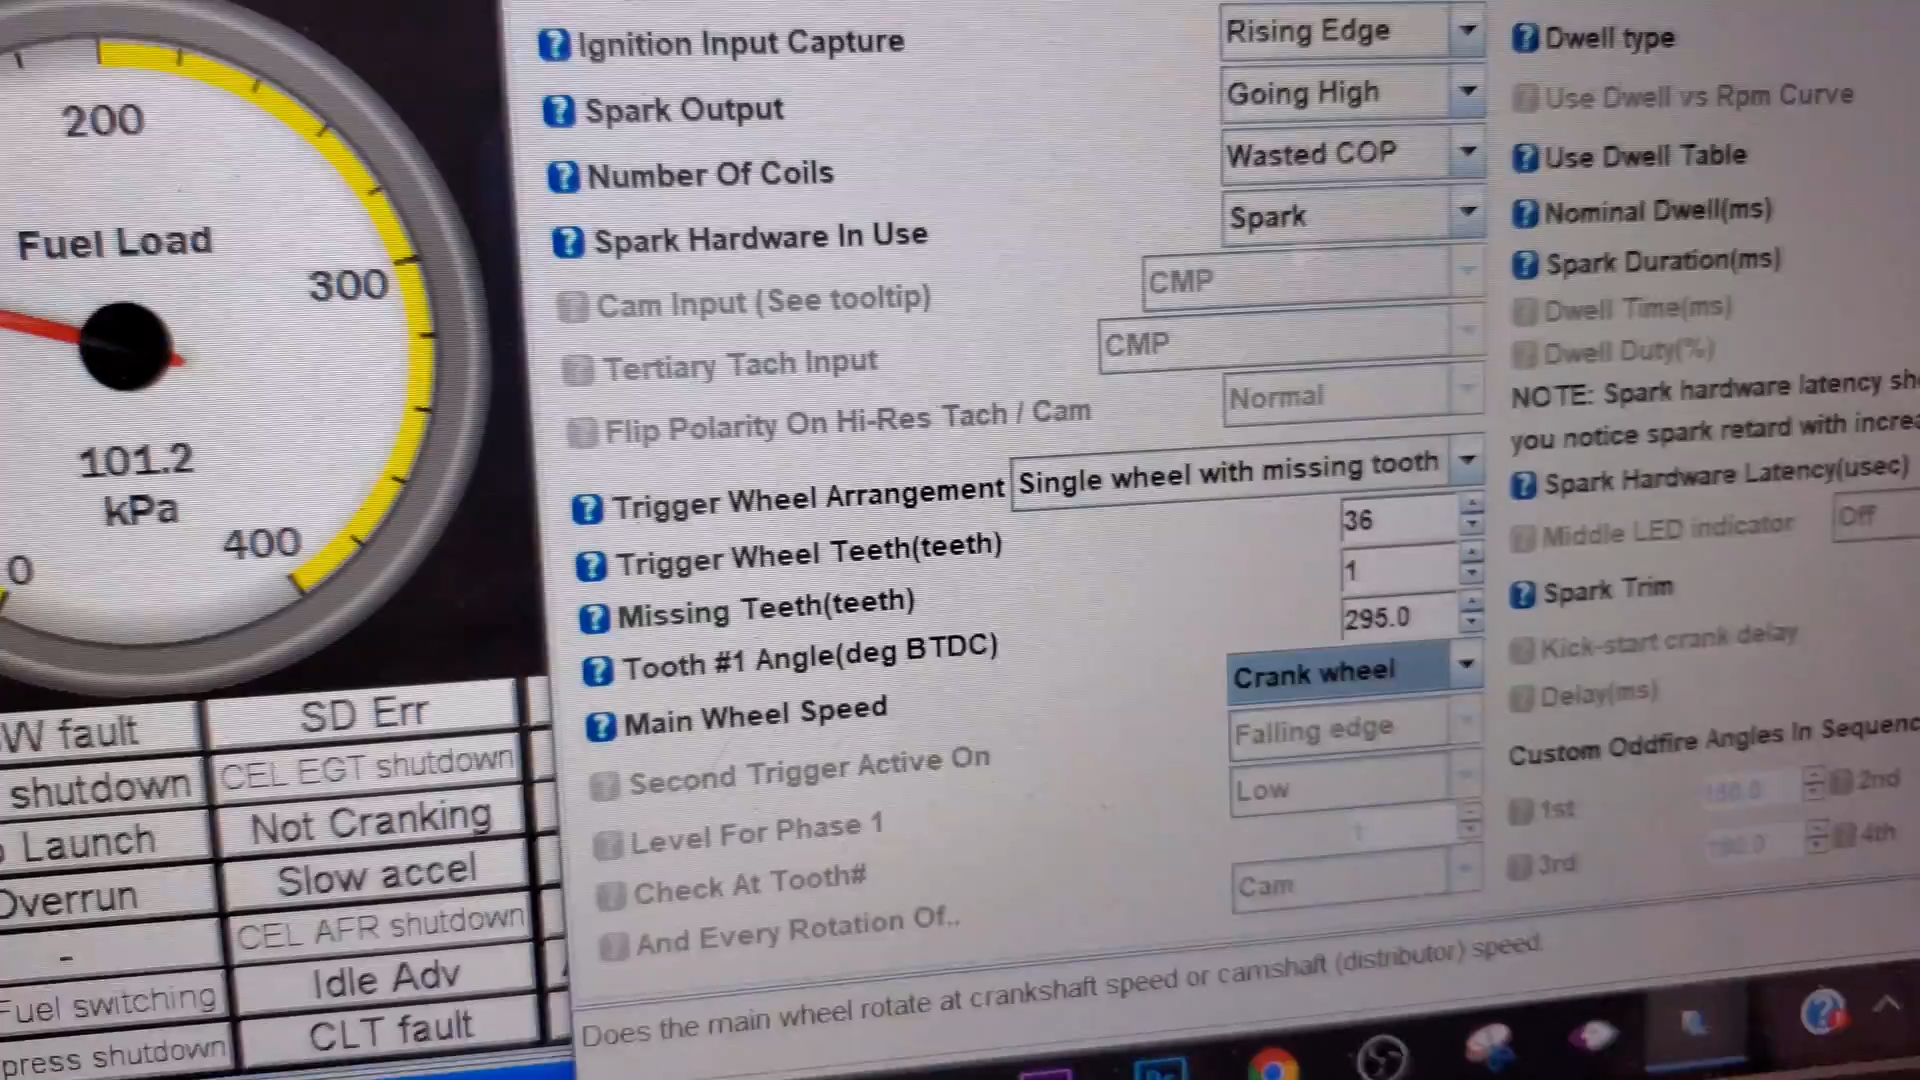 200
Fuel Load
300
101.2
kPa
400
0
W fault
SD Err
shutdown
CEL EGT shutdown
Launch
Not Cranking
Overrun
Slow accel
-
CEL AFR shutdown
Fuel switching
Idle Adv
press shutdown
CLT fault
Ignition Input Capture
Rising Edge
Spark Output
Going High
Number Of Coils
Wasted COP
Spark Hardware In Use
Spark
Cam Input (See tooltip)
CMP
Tertiary Tach Input
CMP
Flip Polarity On Hi-Res Tach / Cam
Normal
Trigger Wheel Arrangement
Single wheel with missing tooth
Trigger Wheel Teeth(teeth)
36
Missing Teeth(teeth)
1
Tooth #1 Angle(deg BTDC)
295.0
Main Wheel Speed
Crank wheel
Second Trigger Active On
Falling edge
Level For Phase 1
Low
Check At Tooth#
1
And Every Rotation Of..
Cam
Does the main wheel rotate at crankshaft speed or camshaft (distributor) speed.
Dwell type
Use Dwell vs Rpm Curve
Use Dwell Table
Nominal Dwell(ms)
Spark Duration(ms)
Dwell Time(ms)
Dwell Duty(%)
NOTE: Spark hardware latency sh
you notice spark retard with increa
Spark Hardware Latency(usec)
Middle LED indicator
Off
Spark Trim
Kick-start crank delay
Delay(ms)
Custom Oddfire Angles In Sequenc
1st
2nd
3rd
4th